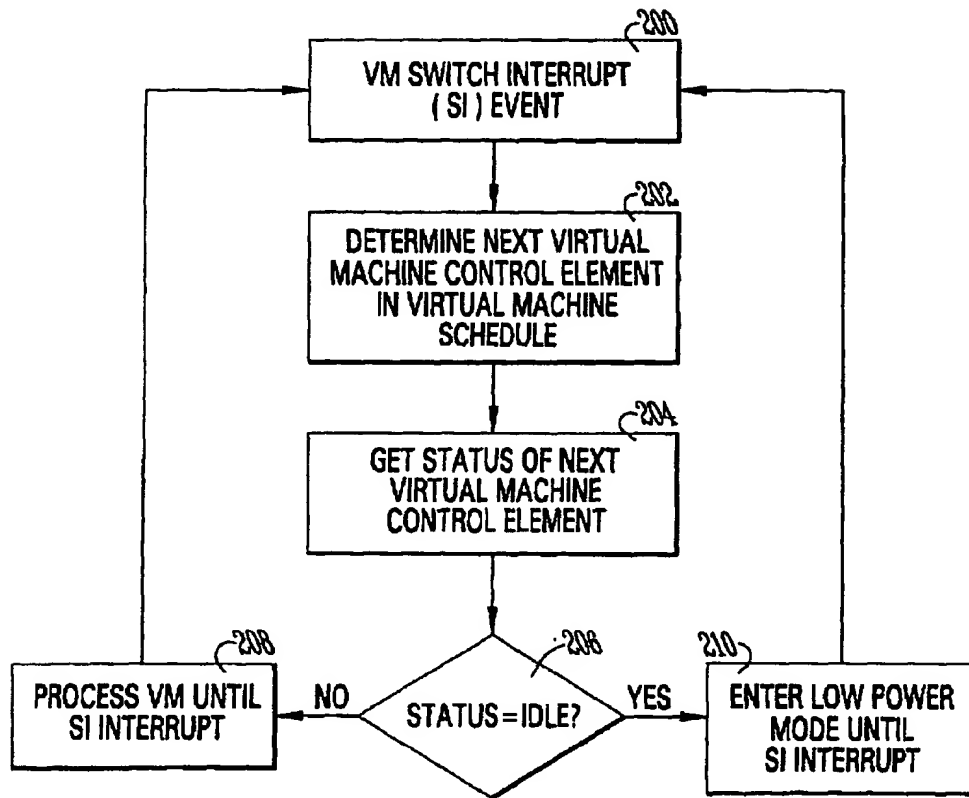 200
VM SWITCH INTERRUPT
( SI ) EVENT
202
DETERMINE NEXT VIRTUAL
MACHINE CONTROL ELEMENT
IN VIRTUAL MACHINE
SCHEDULE
204
GET STATUS OF NEXT
VIRTUAL MACHINE
CONTROL ELEMENT
206
STATUS=IDLE?
NO
YES
208
PROCESS VM UNTIL
SI INTERRUPT
210
ENTER LOW POWER
MODE UNTIL
SI INTERRUPT